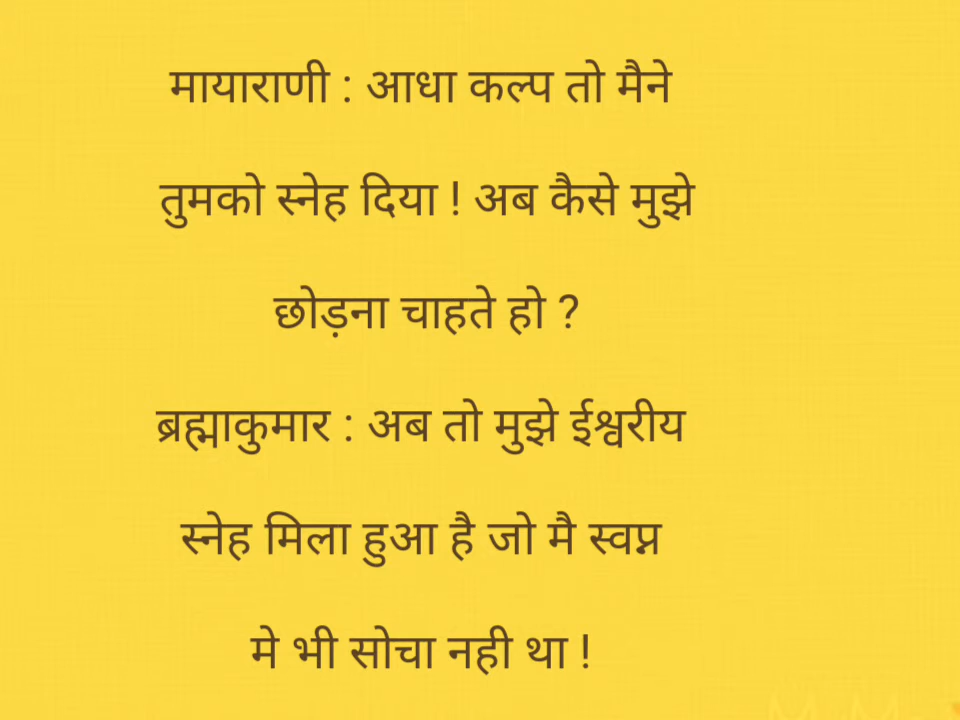 मायाराणी : आधा कल्प तो मैने
तुमको स्नेह दिया ! अब कैसे मुझे
छोड़ना चाहते हो ?
ब्रह्माकुमार : अब तो मुझे ईश्वरीय
स्नेह मिला हुआ है जो मै स्वप्न
मे भी सोचा नही था !